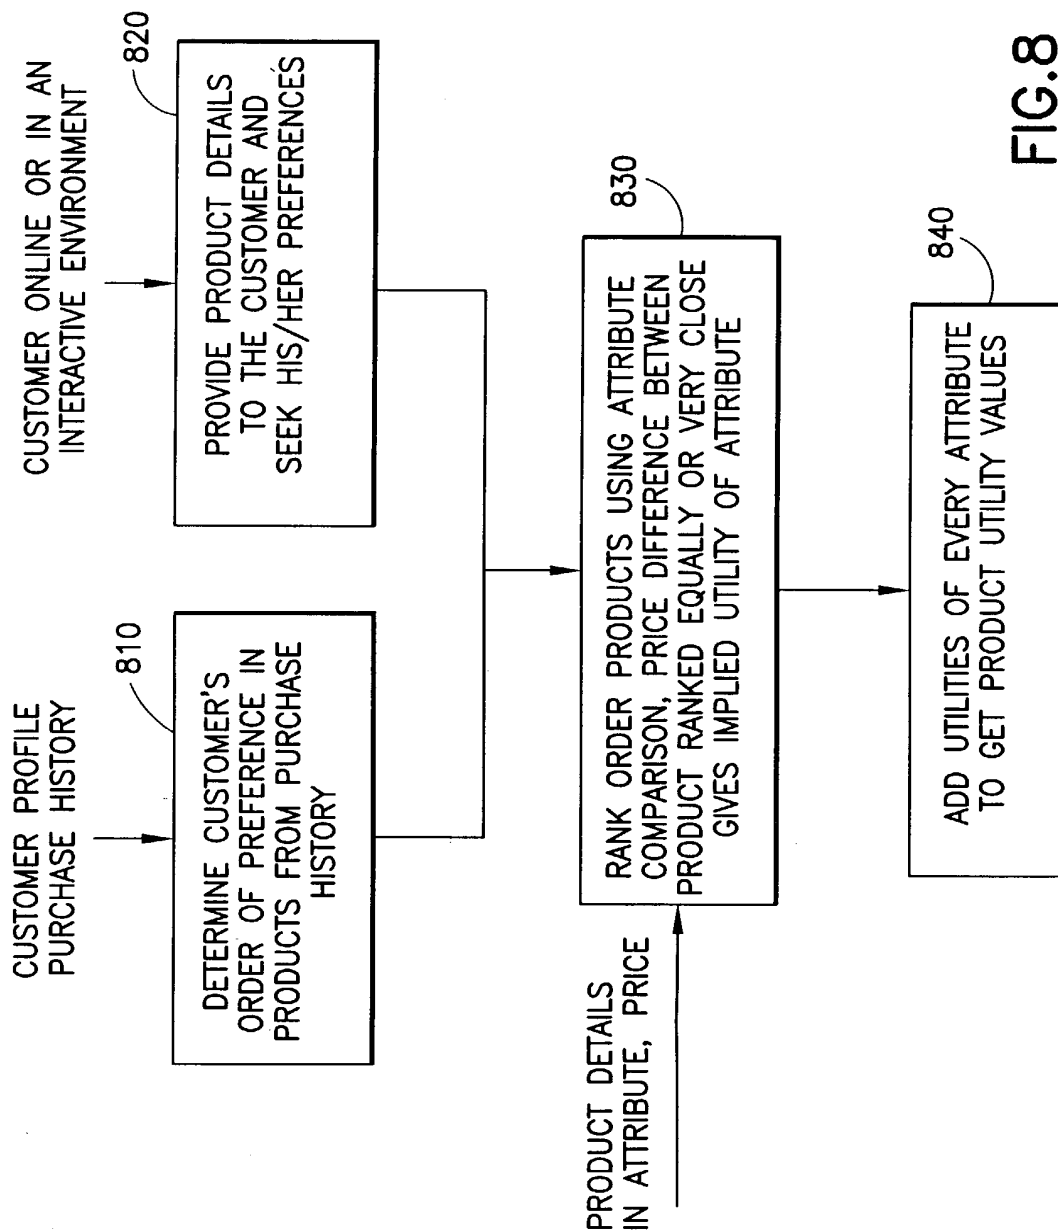 CUSTOMER PROFILE
PURCHASE HISTORY
810
DETERMINE CUSTOMER'S
ORDER OF PREFERENCE IN
PRODUCTS FROM PURCHASE
HISTORY
CUSTOMER ONLINE OR IN AN
INTERACTIVE ENVIRONMENT
820
PROVIDE PRODUCT DETAILS
TO THE CUSTOMER AND
SEEK HIS/HER PREFERENCES
PRODUCT DETAILS
IN ATTRIBUTE, PRICE
830
RANK ORDER PRODUCTS USING ATTRIBUTE
COMPARISON, PRICE DIFFERENCE BETWEEN
PRODUCT RANKED EQUALLY OR VERY CLOSE
GIVES IMPLIED UTILITY OF ATTRIBUTE
840
ADD UTILITIES OF EVERY ATTRIBUTE
TO GET PRODUCT UTILITY VALUES
FIG.8